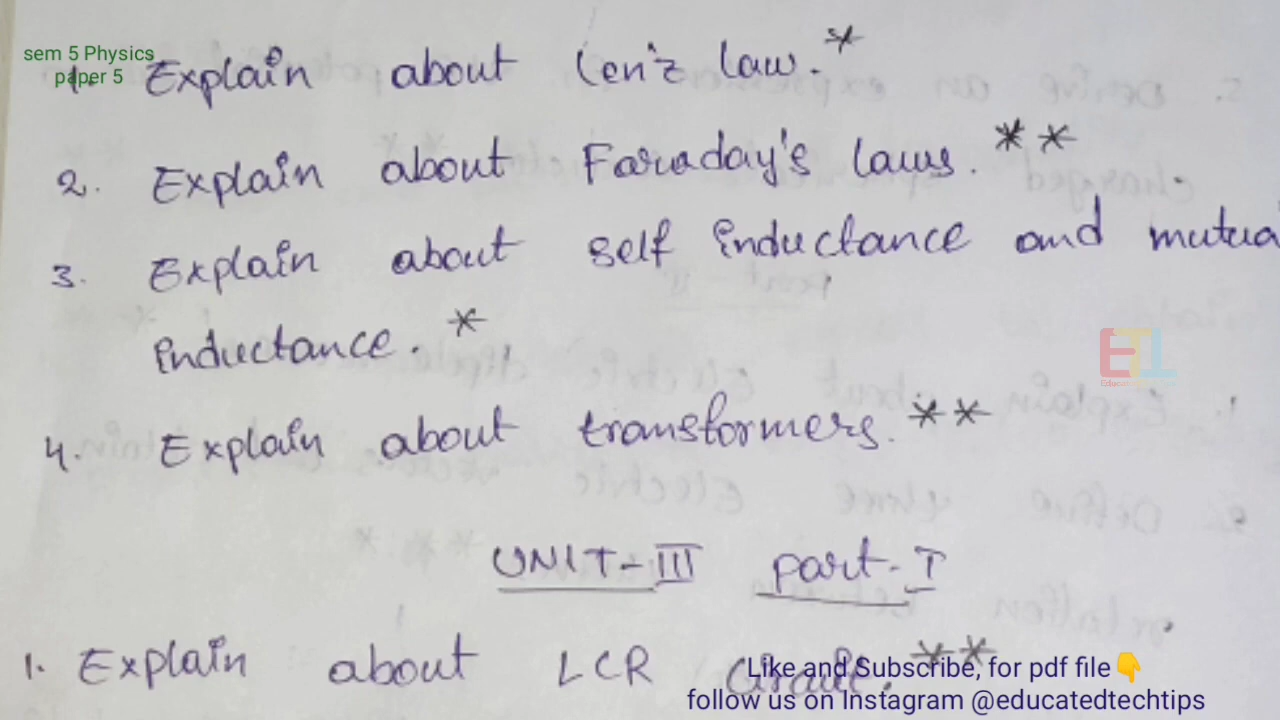 sem 5 Physics
paper 5
1. Explain about Len'z law.*
2. Explain about Faraday's laws. **
3. Explain about self inductance and mutua
inductance. *
4. Explain about transformers. **
UNIT-III part-I
1. Explain about LCR circuit. **
Like and Subscribe, for pdf file👇
follow us on Instagram @educatedtechtips